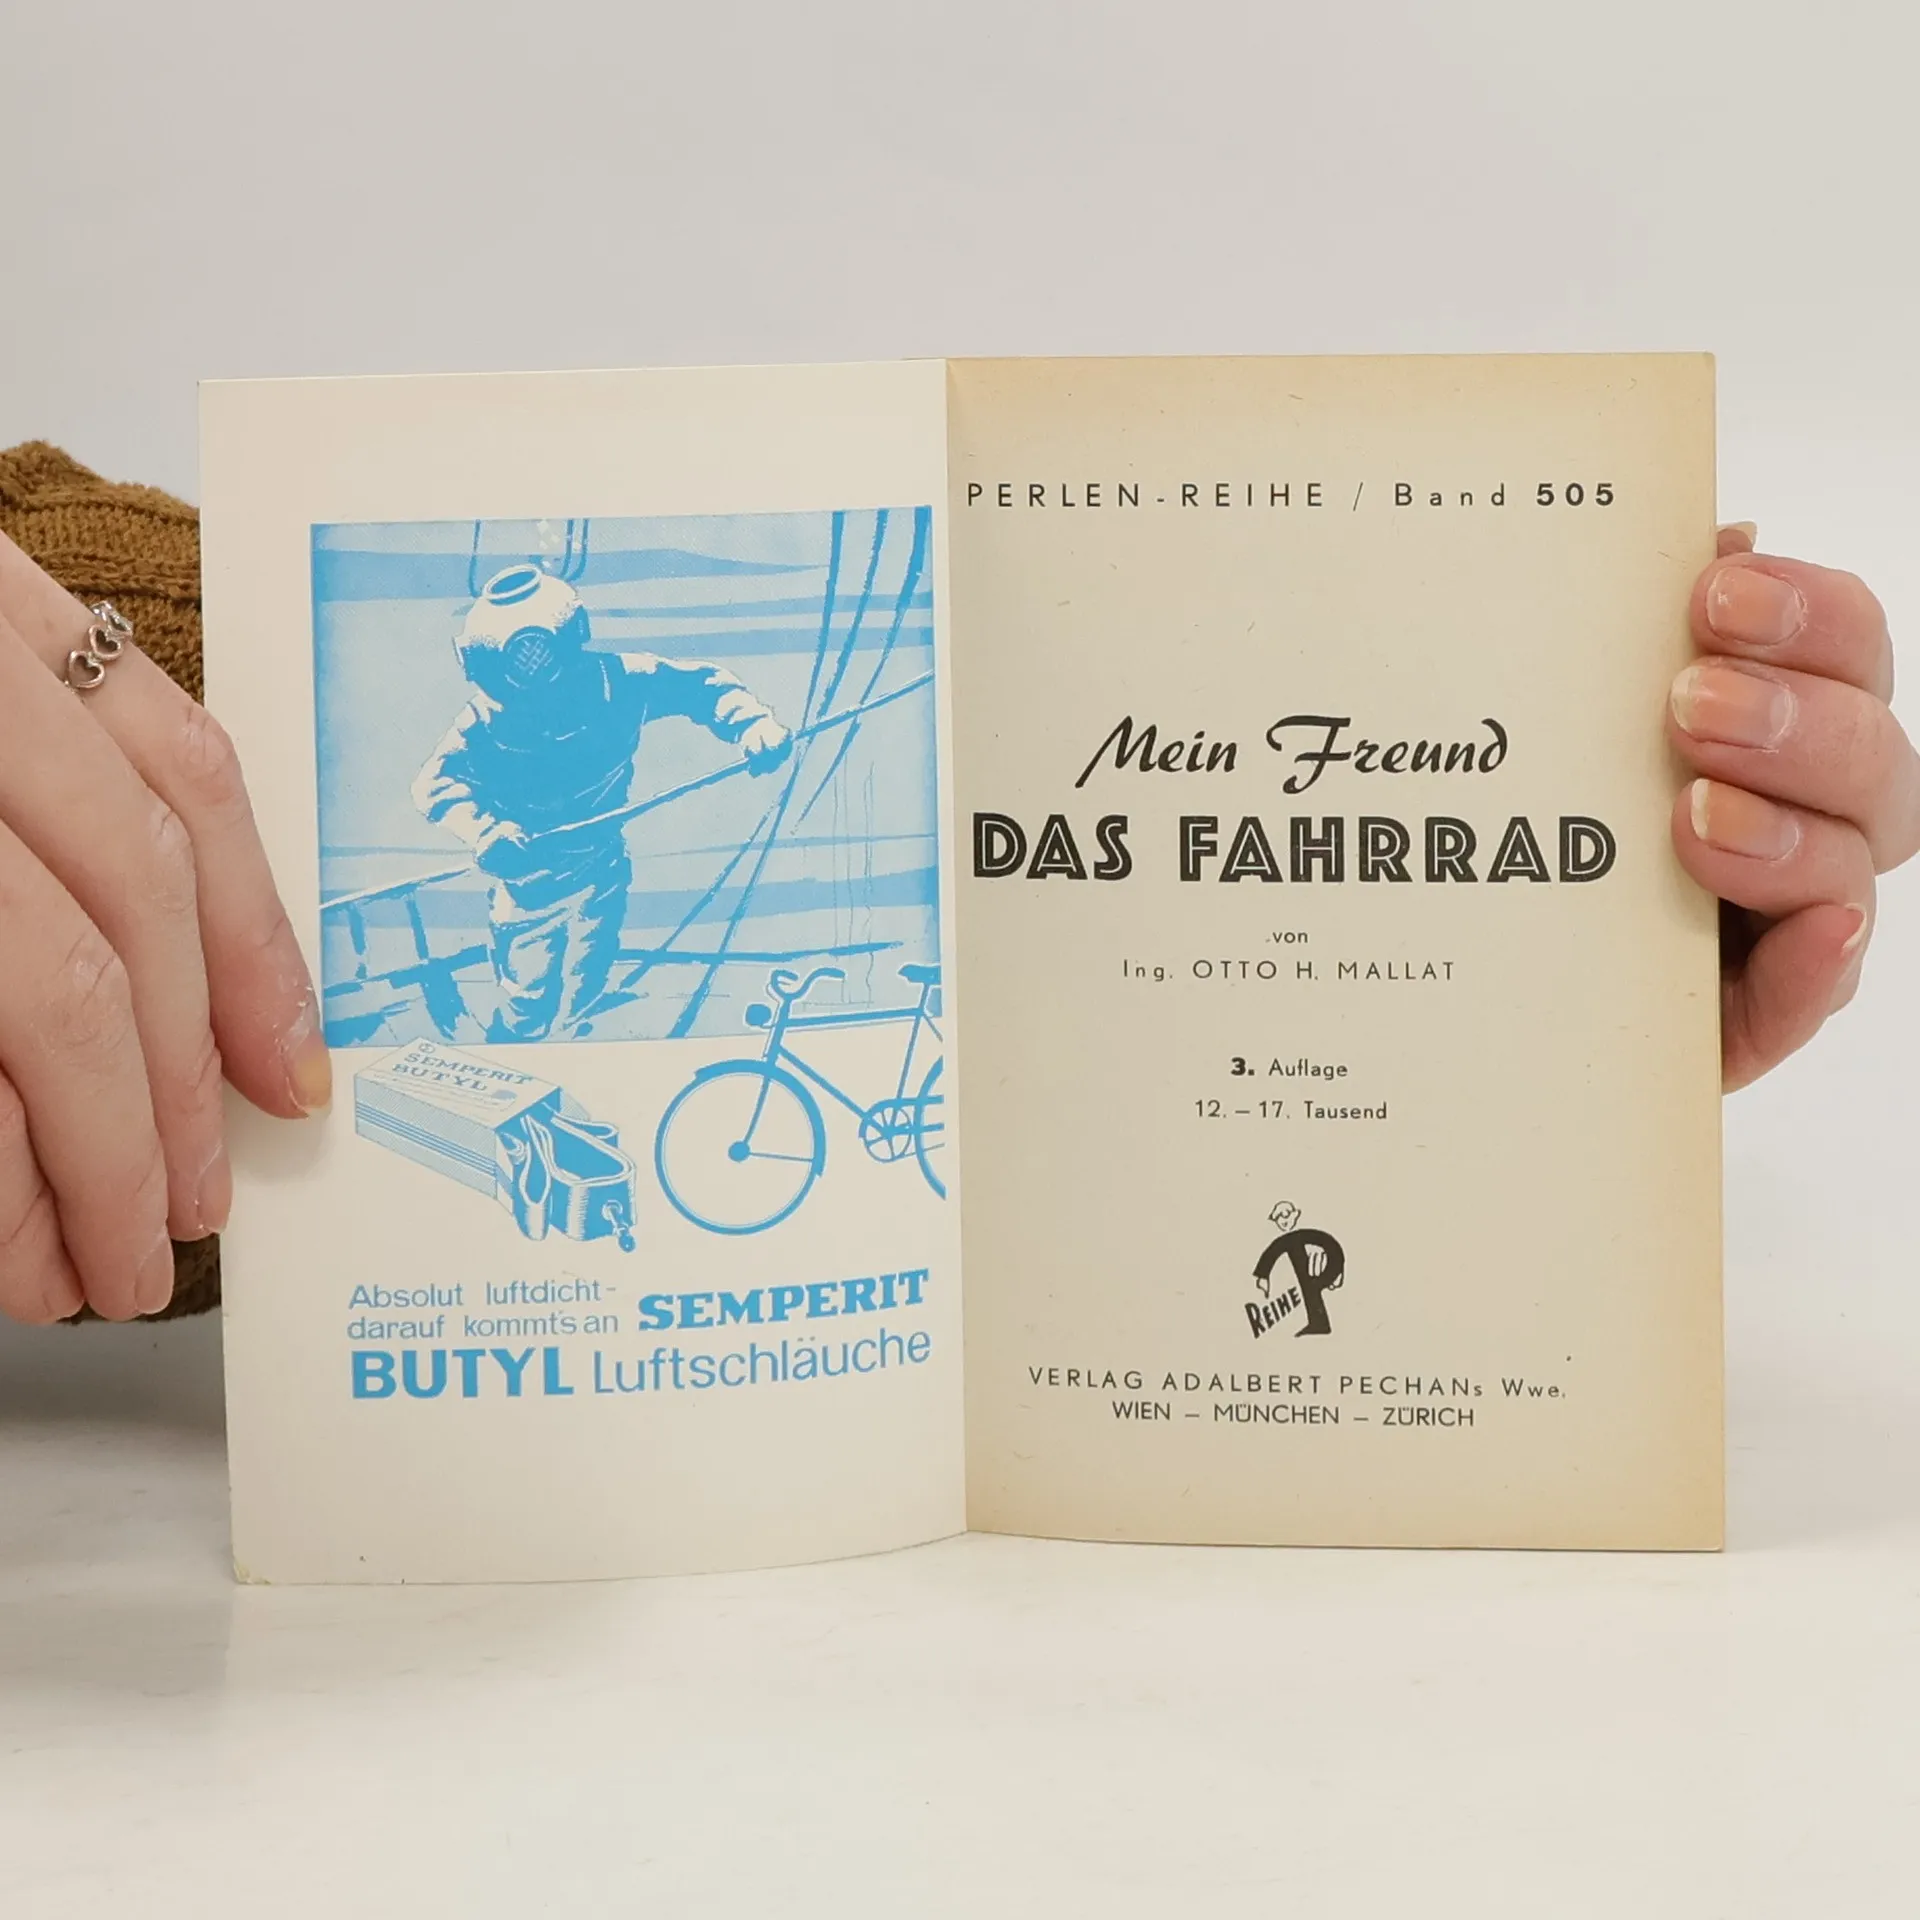 SEMPERIT
BUTYL
Absolut luftdicht-
darauf kommt's an SEMPERIT
BUTYL Luftschläuche
PERLEN-REIHE / Band 505
Mein Freund
DAS FAHRRAD
von
Ing. OTTO H. MALLAT
3. Auflage
12. – 17. Tausend
REIHE P
VERLAG ADALBERT PECHANs Wwe.
WIEN – MÜNCHEN – ZÜRICH